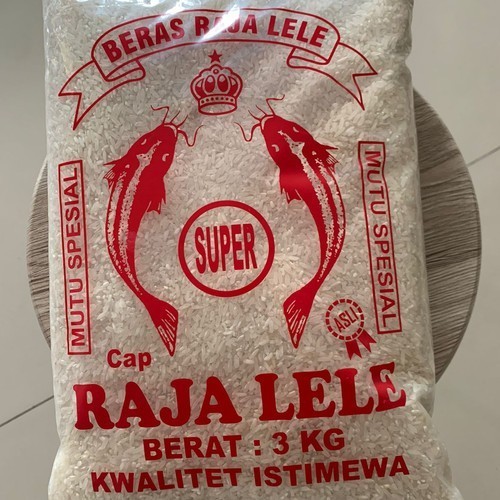 BERAS RAJA LELE
MUTU SPESIAL
SUPER
MUTU SPESIAL
ASLI
Cap
RAJA LELE
BERAT : 3 KG
KWALITET ISTIMEWA